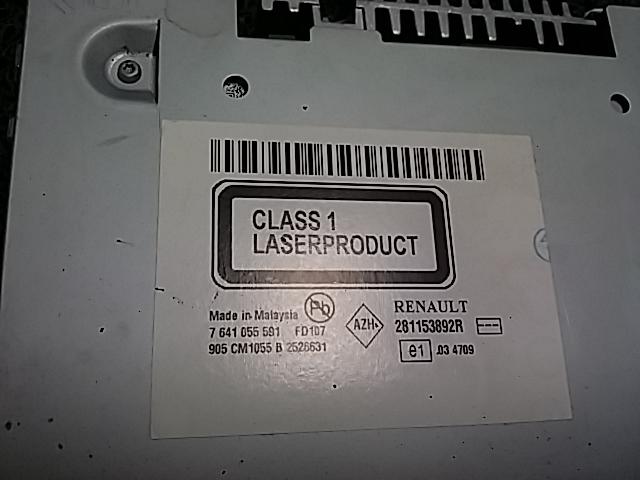 CLASS 1
LASERPRODUCT
Made in Malaysia Pb
7 641 055 591 FD107
905 CM1055 B 2526631
AZH
RENAULT
281153892R
e1 .03 4709